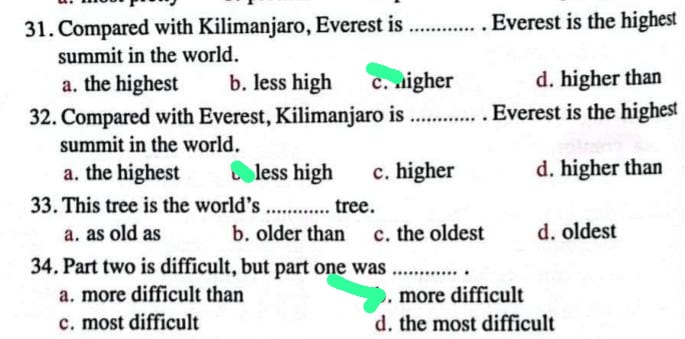 31. Compared with Kilimanjaro, Everest is ............ . Everest is the highest
summit in the world.
a. the highest b. less high c. higher d. higher than
32. Compared with Everest, Kilimanjaro is ............ . Everest is the highest
summit in the world.
a. the highest less high c. higher d. higher than
33. This tree is the world's ............ tree.
a. as old as b. older than c. the oldest d. oldest
34. Part two is difficult, but part one was ............ .
a. more difficult than b. more difficult
c. most difficult d. the most difficult